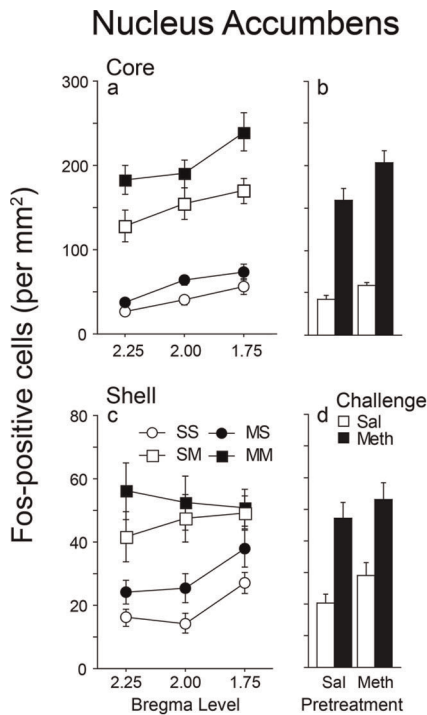 Nucleus Accumbens
Core
a
b
300
200
100
0
2.25 2.00 1.75
Fos-positive cells (per mm²)
Shell
c
SS MS
SM MM
d
Challenge
Sal
Meth
80
60
40
20
0
2.25 2.00 1.75
Sal Meth
Bregma Level
Pretreatment